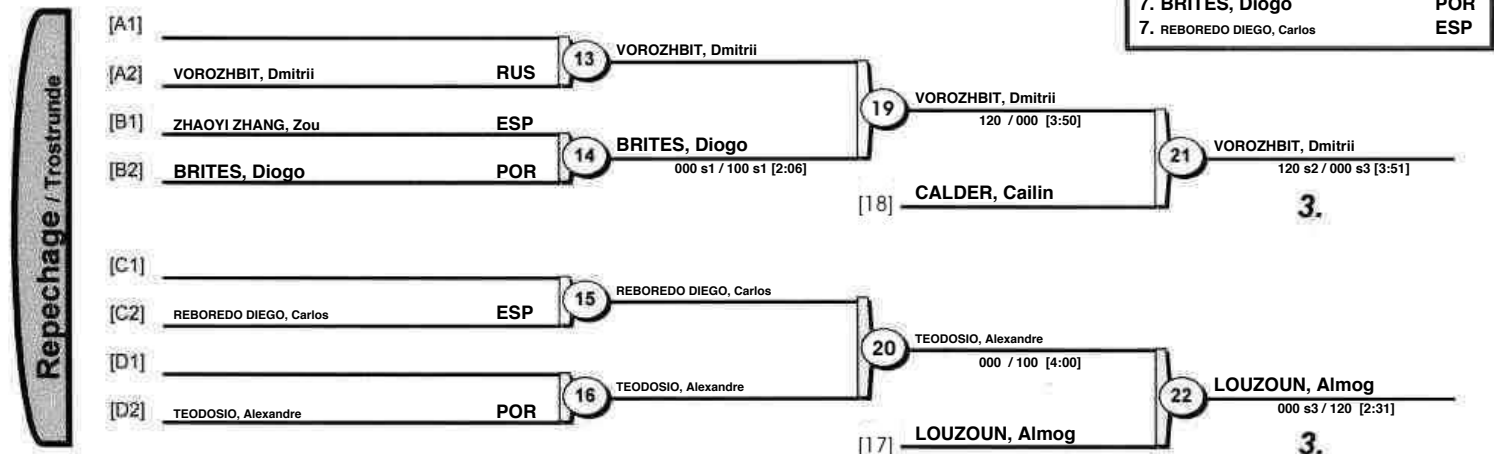 7. BRITES, Diogo POR
7. REBOREDO DIEGO, Carlos ESP
Repechage / Trostrunde
[A1]
[A2] VOROZHBIT, Dmitrii RUS
13 VOROZHBIT, Dmitrii
[B1] ZHAOYI ZHANG, Zou ESP
[B2] BRITES, Diogo POR
14 BRITES, Diogo
000 s1 / 100 s1 [2:06]
19 VOROZHBIT, Dmitrii
120 / 000 [3:50]
[18] CALDER, Cailin
21 VOROZHBIT, Dmitrii
120 s2 / 000 s3 [3:51]
3.
[C1]
[C2] REBOREDO DIEGO, Carlos ESP
15 REBOREDO DIEGO, Carlos
[D1]
[D2] TEODOSIO, Alexandre POR
16 TEODOSIO, Alexandre
20 TEODOSIO, Alexandre
000 / 100 [4:00]
[17] LOUZOUN, Almog
22 LOUZOUN, Almog
000 s3 / 120 [2:31]
3.